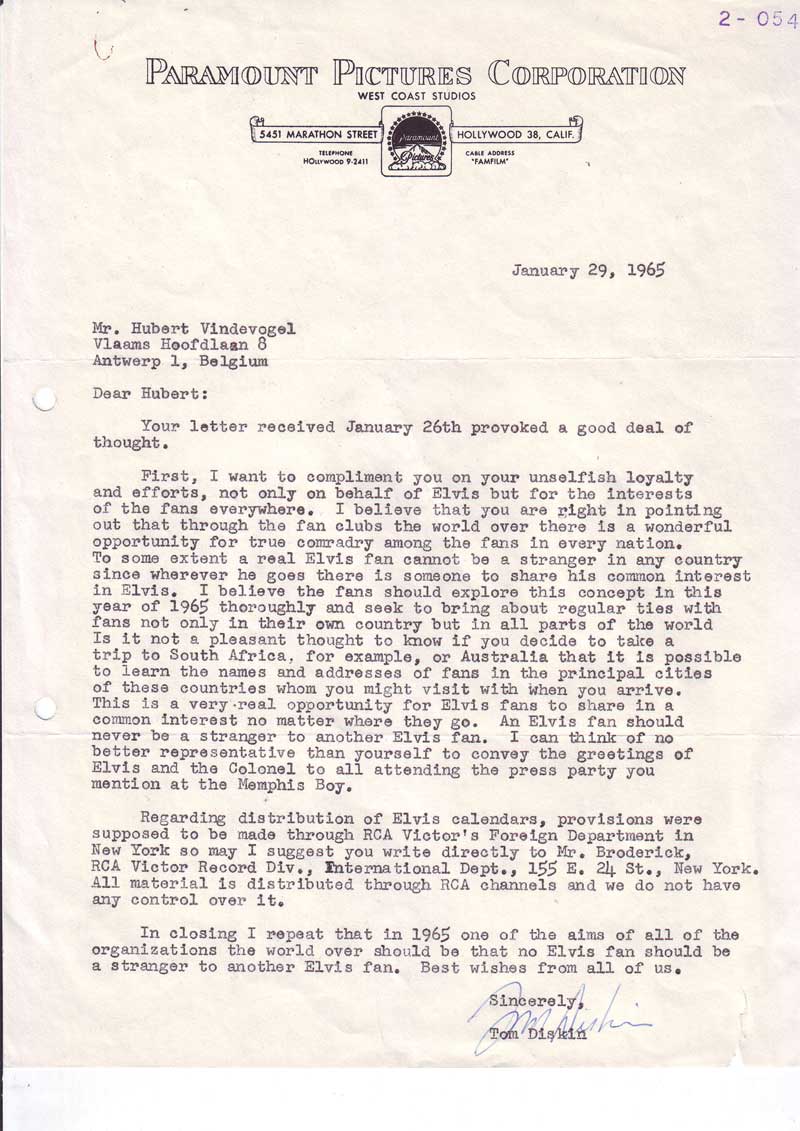 2-054
PARAMOUNT PICTURES CORPORATION
WEST COAST STUDIOS
5451 MARATHON STREET
HOLLYWOOD 38, CALIF.
TELEPHONE
HOLLYWOOD 9-2411
Paramount
Pictures
CABLE ADDRESS
"FAMFILM"
January 29, 1965
Mr. Hubert Vindevogel
Vlaams Hoofdlaan 8
Antwerp 1, Belgium
Dear Hubert:
Your letter received January 26th provoked a good deal of
thought.
First, I want to compliment you on your unselfish loyalty
and efforts, not only on behalf of Elvis but for the interests
of the fans everywhere. I believe that you are right in pointing
out that through the fan clubs the world over there is a wonderful
opportunity for true comradry among the fans in every nation.
To some extent a real Elvis fan cannot be a stranger in any country
since wherever he goes there is someone to share his common interest
in Elvis. I believe the fans should explore this concept in this
year of 1965 thoroughly and seek to bring about regular ties with
fans not only in their own country but in all parts of the world
Is it not a pleasant thought to know if you decide to take a
trip to South Africa, for example, or Australia that it is possible
to learn the names and addresses of fans in the principal cities
of these countries whom you might visit with when you arrive.
This is a very real opportunity for Elvis fans to share in a
common interest no matter where they go. An Elvis fan should
never be a stranger to another Elvis fan. I can think of no
better representative than yourself to convey the greetings of
Elvis and the Colonel to all attending the press party you
mention at the Memphis Boy.
Regarding distribution of Elvis calendars, provisions were
supposed to be made through RCA Victor's Foreign Department in
New York so may I suggest you write directly to Mr. Broderick,
RCA Victor Record Div., International Dept., 155 E. 24 St., New York.
All material is distributed through RCA channels and we do not have
any control over it.
In closing I repeat that in 1965 one of the aims of all of the
organizations the world over should be that no Elvis fan should be
a stranger to another Elvis fan. Best wishes from all of us.
Sincerely,
Tom Diskin
Tom Diskin